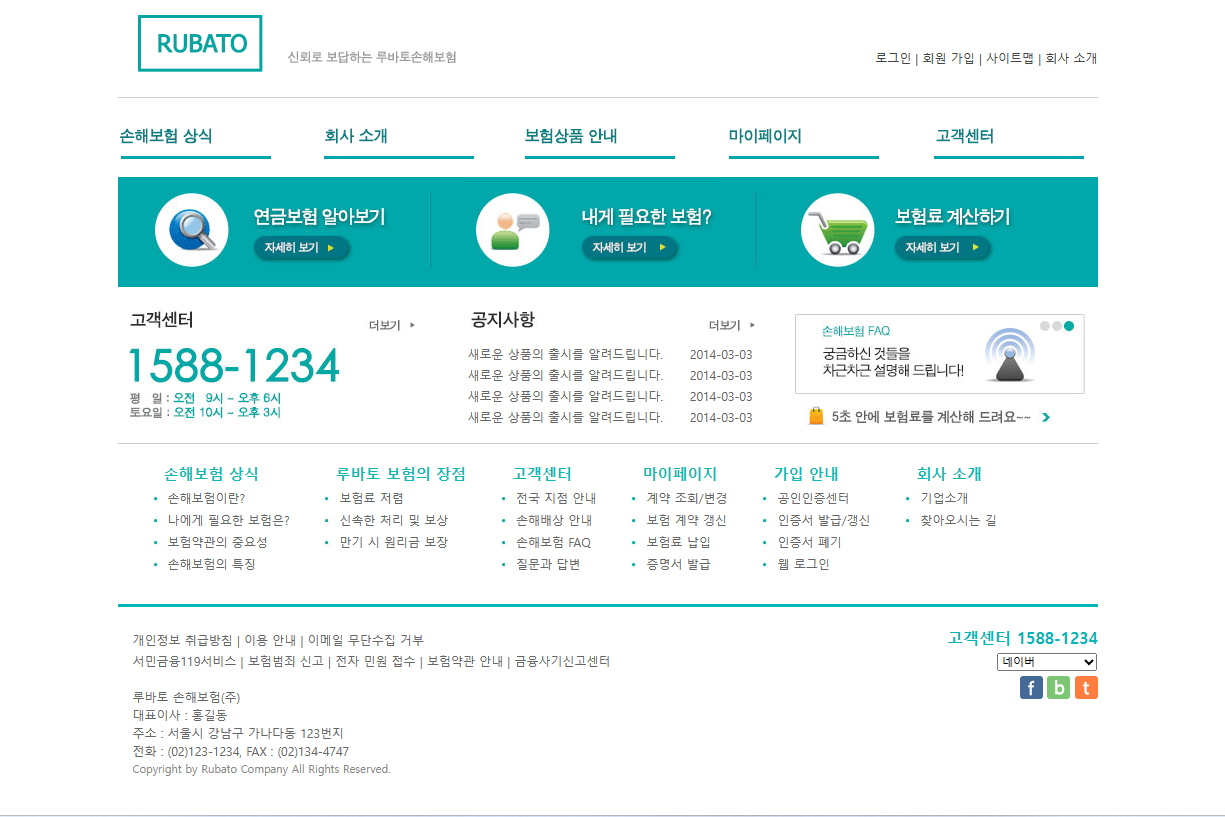 RUBATO
신뢰로 보답하는 루바토손해보험
로그인 | 회원 가입 | 사이트맵 | 회사 소개
손해보험 상식 회사 소개 보험상품 안내 마이페이지 고객센터
연금보험 알아보기
자세히 보기
내게 필요한 보험?
자세히 보기
보험료 계산하기
자세히 보기
고객센터 더보기
1588-1234
평 일 : 오전 9시 ~ 오후 6시
토요일 : 오전 10시 ~ 오후 3시
공지사항 더보기
새로운 상품의 출시를 알려드립니다. 2014-03-03
새로운 상품의 출시를 알려드립니다. 2014-03-03
새로운 상품의 출시를 알려드립니다. 2014-03-03
새로운 상품의 출시를 알려드립니다. 2014-03-03
손해보험 FAQ
궁금하신 것들을
차근차근 설명해 드립니다!
5초 안에 보험료를 계산해 드려요~~
손해보험 상식
손해보험이란?
나에게 필요한 보험은?
보험약관의 중요성
손해보험의 특징
루바토 보험의 장점
보험료 저렴
신속한 처리 및 보상
만기 시 원리금 보장
고객센터
전국 지점 안내
손해배상 안내
손해보험 FAQ
질문과 답변
마이페이지
계약 조회/변경
보험 계약 갱신
보험료 납입
증명서 발급
가입 안내
공인인증센터
인증서 발급/갱신
인증서 폐기
웹 로그인
회사 소개
기업소개
찾아오시는 길
개인정보 취급방침 | 이용 안내 | 이메일 무단수집 거부
서민금융119서비스 | 보험범죄 신고 | 전자 민원 접수 | 보험약관 안내 | 금융사기신고센터
루바토 손해보험(주)
대표이사 : 홍길동
주소 : 서울시 강남구 가나다동 123번지
전화 : (02)123-1234, FAX : (02)134-4747
Copyright by Rubato Company All Rights Reserved.
고객센터 1588-1234
네이버
f b t